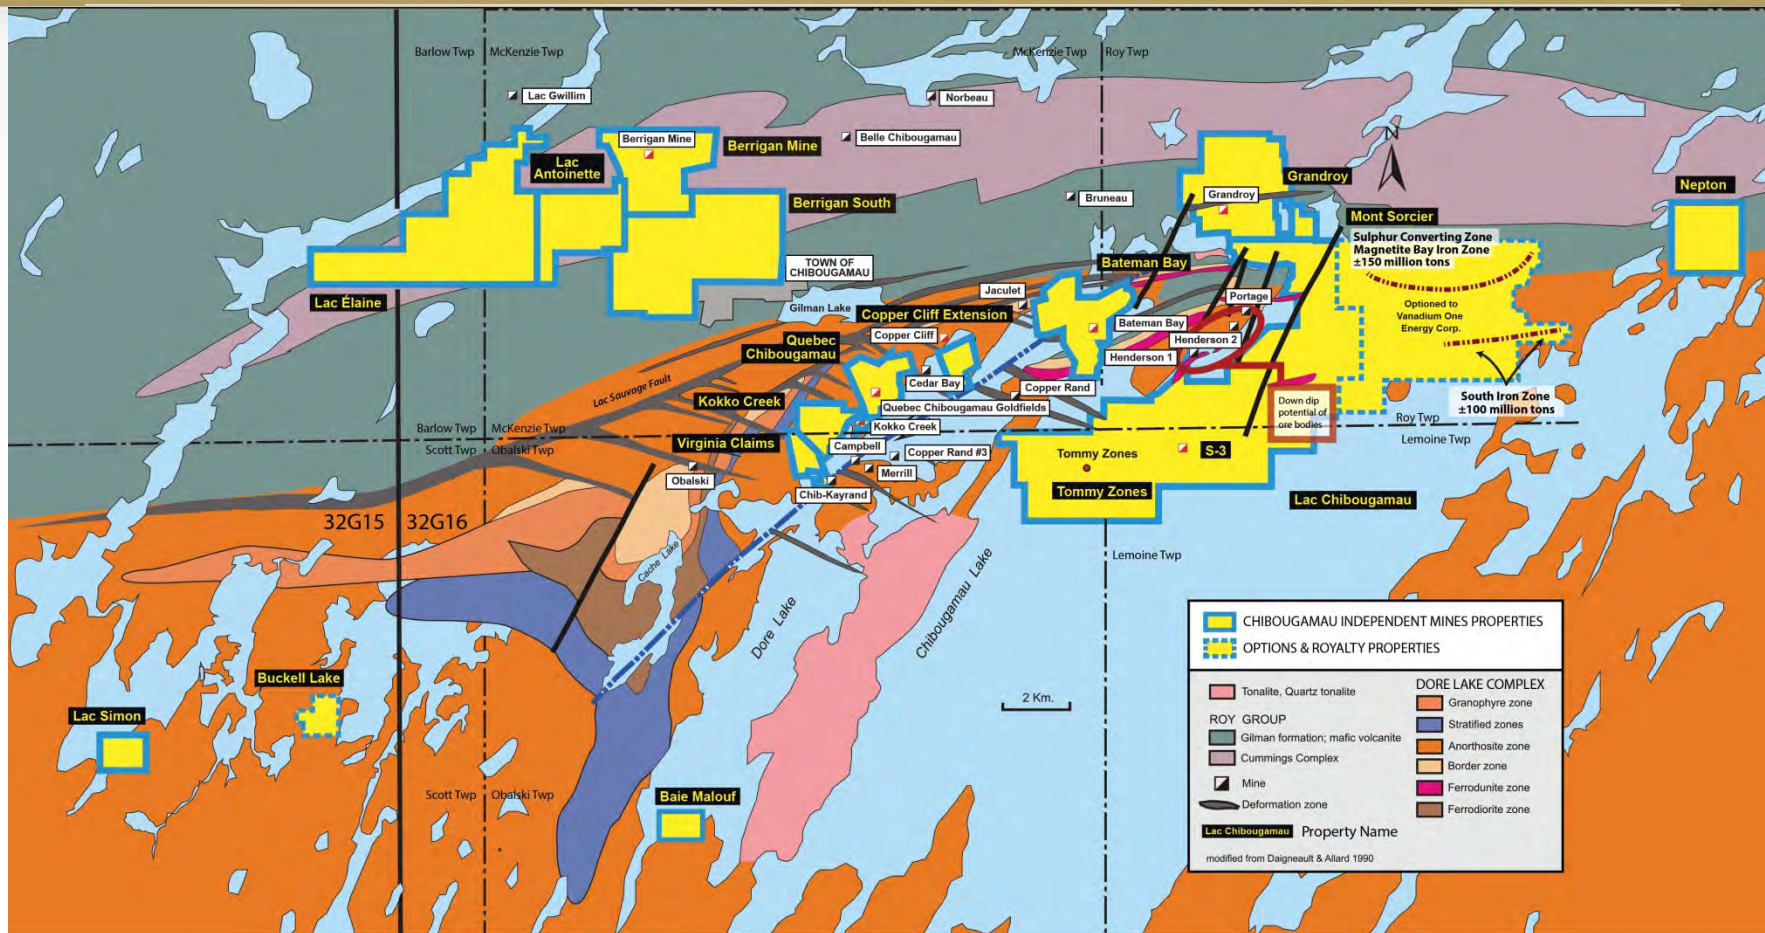 Barlow Twp
McKenzie Twp
McKenzie Twp
Roy Twp
Lac Gwillim
Norbeau
Berrigan Mine
Berrigan Mine
Belle Chibougamau
Lac
Antoinette
Grandroy
Nepton
N
Berrigan South
Bruneau
Grandroy
Mont Sorcier
Sulphur Converting Zone
Magnetite Bay Iron Zone
±150 million tons
TOWN OF
CHIBOUGAMAU
Bateman Bay
Lac Élaine
Jaculet
Portage
Optioned to
Vanadium One
Energy Corp.
Gilman Lake
Copper Cliff Extension
Bateman Bay
Quebec
Chibougamau
Copper Cliff
Henderson 2
Henderson 1
Cedar Bay
Copper Rand
Lac Sauvage Fault
Kokko Creek
Quebec Chibougamau Goldfields
Down dip
potential of
ore bodies
South Iron Zone
±100 million tons
Barlow Twp
McKenzie Twp
Kokko Creek
Roy Twp
Lemoine Twp
Scott Twp
Obalski Twp
Virginia Claims
Campbell
Copper Rand #3
S-3
Tommy Zones
Merrill
Obalski
Chib-Kayrand
Tommy Zones
Lac Chibougamau
32G15
32G16
Cache Lake
Lemoine Twp
Dore Lake
Chibougamau Lake
Buckell Lake
Lac Simon
2 Km.
Scott Twp
Obalski Twp
Baie Malouf
CHIBOUGAMAU INDEPENDENT MINES PROPERTIES
OPTIONS & ROYALTY PROPERTIES
Tonalite, Quartz tonalite
ROY GROUP
Gilman formation; mafic volcanite
Cummings Complex
Mine
Deformation zone
Lac Chibougamau
Property Name
modified from Daigneault & Allard 1990
DORE LAKE COMPLEX
Granophyre zone
Stratified zones
Anorthosite zone
Border zone
Ferrodunite zone
Ferrodiorite zone